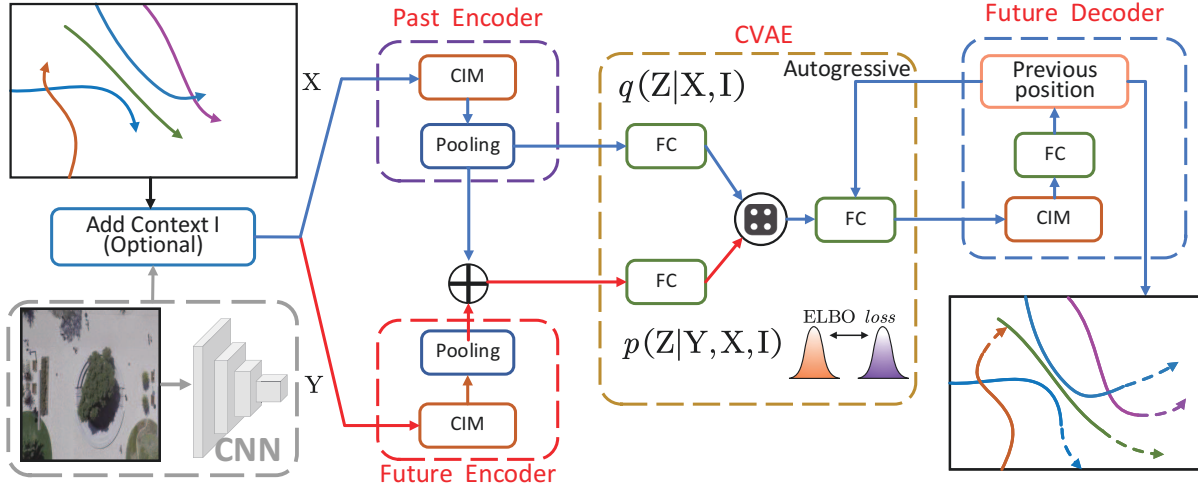 Past Encoder
Future Decoder
CVAE
X
CIM
q(Z|X,I)
Autogressive
Previous
position
Pooling
FC
FC
Add Context I
(Optional)
FC
CIM
FC
Y
Pooling
p(Z|Y,X,I)
ELBO loss
CIM
CNN
Future Encoder